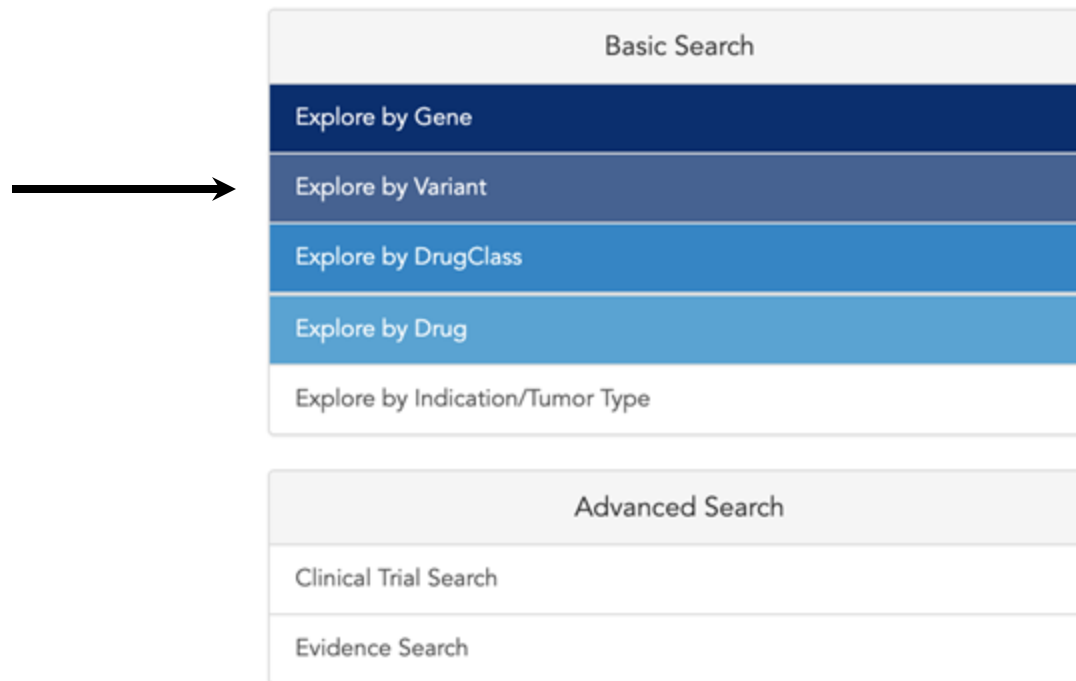 Basic Search
Explore by Gene
Explore by Variant
Explore by DrugClass
Explore by Drug
Explore by Indication/Tumor Type
Advanced Search
Clinical Trial Search
Evidence Search